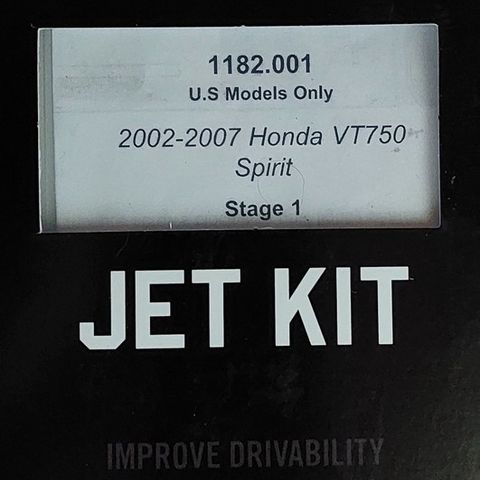 1182.001
U.S Models Only
2002-2007 Honda VT750
Spirit
Stage 1
JET KIT
IMPROVE DRIVABILITY